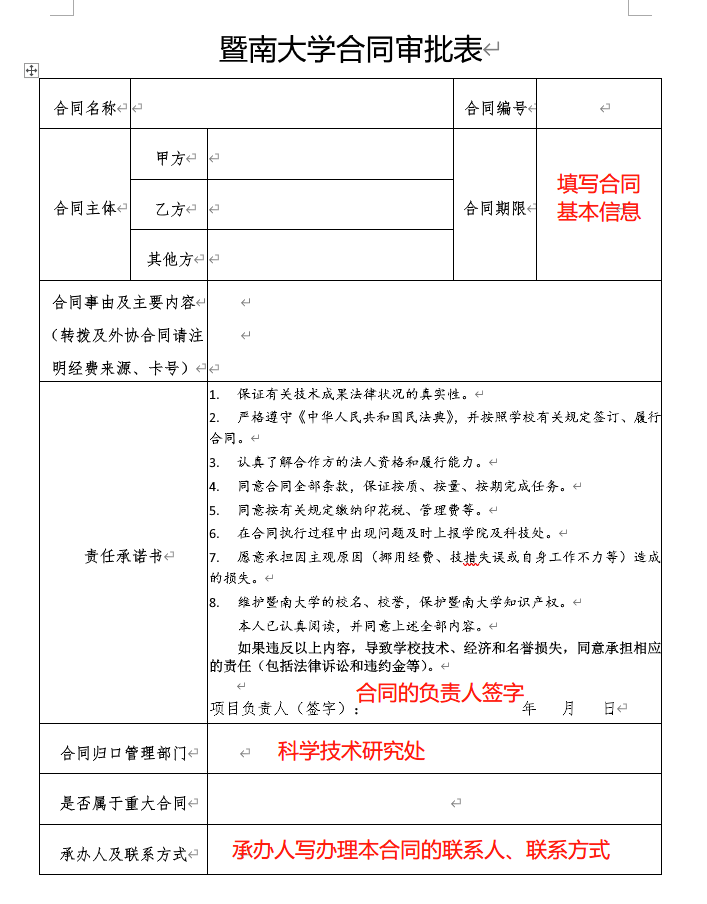 暨南大学合同审批表
合同名称
合同编号
合同主体
甲方
乙方
其他方
合同期限
填写合同
基本信息
合同事由及主要内容
（转拨及外协合同请注
明经费来源、卡号）
责任承诺书
1. 保证有关技术成果法律状况的真实性。
2. 严格遵守《中华人民共和国民法典》，并按照学校有关规定签订、履行
合同。
3. 认真了解合作方的法人资格和履行能力。
4. 同意合同全部条款，保证按质、按量、按期完成任务。
5. 同意按有关规定缴纳印花税、管理费等。
6. 在合同执行过程中出现问题及时上报学院及科技处。
7. 愿意承担因主观原因（挪用经费、技措失误或自身工作不力等）造成
的损失。
8. 维护暨南大学的校名、校誉，保护暨南大学知识产权。
本人已认真阅读，并同意上述全部内容。
如果违反以上内容，导致学校技术、经济和名誉损失，同意承担相应
的责任（包括法律诉讼和违约金等）。
合同的负责人签字
项目负责人（签字）： 年 月 日
合同归口管理部门
科学技术研究处
是否属于重大合同
承办人及联系方式
承办人写办理本合同的联系人、联系方式